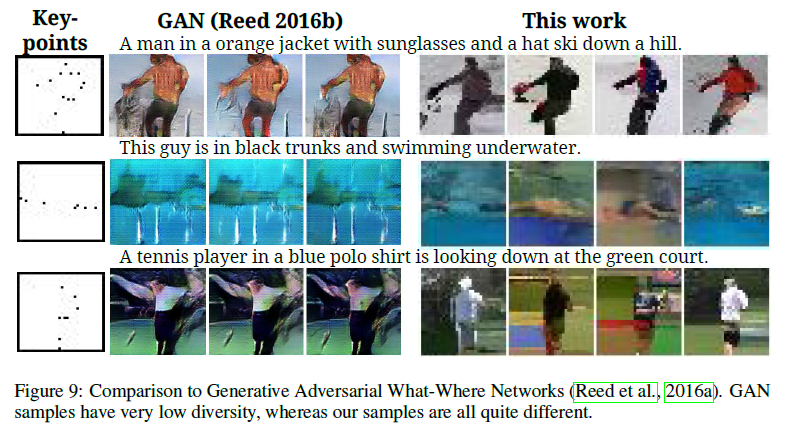 Key-
points
GAN (Reed 2016b)
This work
A man in a orange jacket with sunglasses and a hat ski down a hill.
This guy is in black trunks and swimming underwater.
A tennis player in a blue polo shirt is looking down at the green court.
Figure 9: Comparison to Generative Adversarial What-Where Networks (Reed et al., 2016a). GAN
samples have very low diversity, whereas our samples are all quite different.